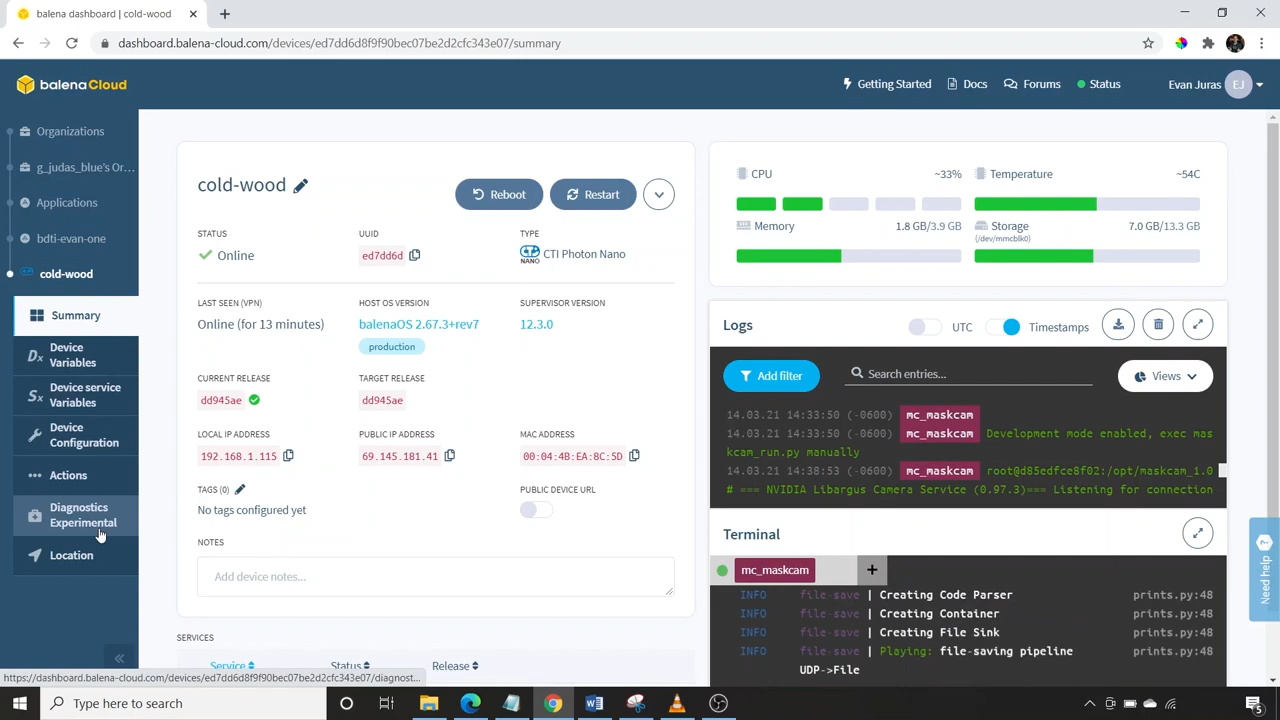 balena dashboard | cold-wood
dashboard.balena-cloud.com/devices/ed7dd6d8f9f90bec07be2d2cfc343e07/summary
balenaCloud
Getting Started
Docs
Forums
Status
Evan Juras
EJ
Organizations
g_judas_blue's Or...
Applications
bdti-evan-one
cold-wood
Summary
Dx
Device
Variables
Sx
Device service
Variables
Device
Configuration
Actions
Diagnostics
Experimental
Location
cold-wood
Reboot
Restart
STATUS
UUID
TYPE
Online
ed7dd6d
NANO
CTI Photon Nano
LAST SEEN (VPN)
HOST OS VERSION
SUPERVISOR VERSION
Online (for 13 minutes)
balenaOS 2.67.3+rev7
12.3.0
production
CURRENT RELEASE
TARGET RELEASE
dd945ae
dd945ae
LOCAL IP ADDRESS
PUBLIC IP ADDRESS
MAC ADDRESS
192.168.1.115
69.145.181.41
00:04:4B:EA:8C:5D
TAGS (0)
PUBLIC DEVICE URL
No tags configured yet
NOTES
Add device notes...
SERVICES
Service
Status
Release
CPU
~33%
Temperature
~54C
Memory
1.8 GB/3.9 GB
Storage
(/dev/mmcblk0)
7.0 GB/13.3 GB
Logs
UTC
Timestamps
Add filter
Search entries...
Views
14.03.21 14:33:50 (-0600) mc_maskcam
14.03.21 14:33:50 (-0600) mc_maskcam Development mode enabled, exec mas
kcam_run.py manually
14.03.21 14:38:53 (-0600) mc_maskcam root@d85edfce8f02:/opt/maskcam_1.0
# === NVIDIA Libargus Camera Service (0.97.3)=== Listening for connection
Terminal
mc_maskcam
+
INFO file-save | Creating Code Parser prints.py:48
INFO file-save | Creating Container prints.py:48
INFO file-save | Creating File Sink prints.py:48
INFO file-save | Playing: file-saving pipeline prints.py:48
UDP->File
Need help
?
https://dashboard.balena-cloud.com/devices/ed7dd6d8f9f90bec07be2d2cfc343e07/diagnost...
Type here to search
5